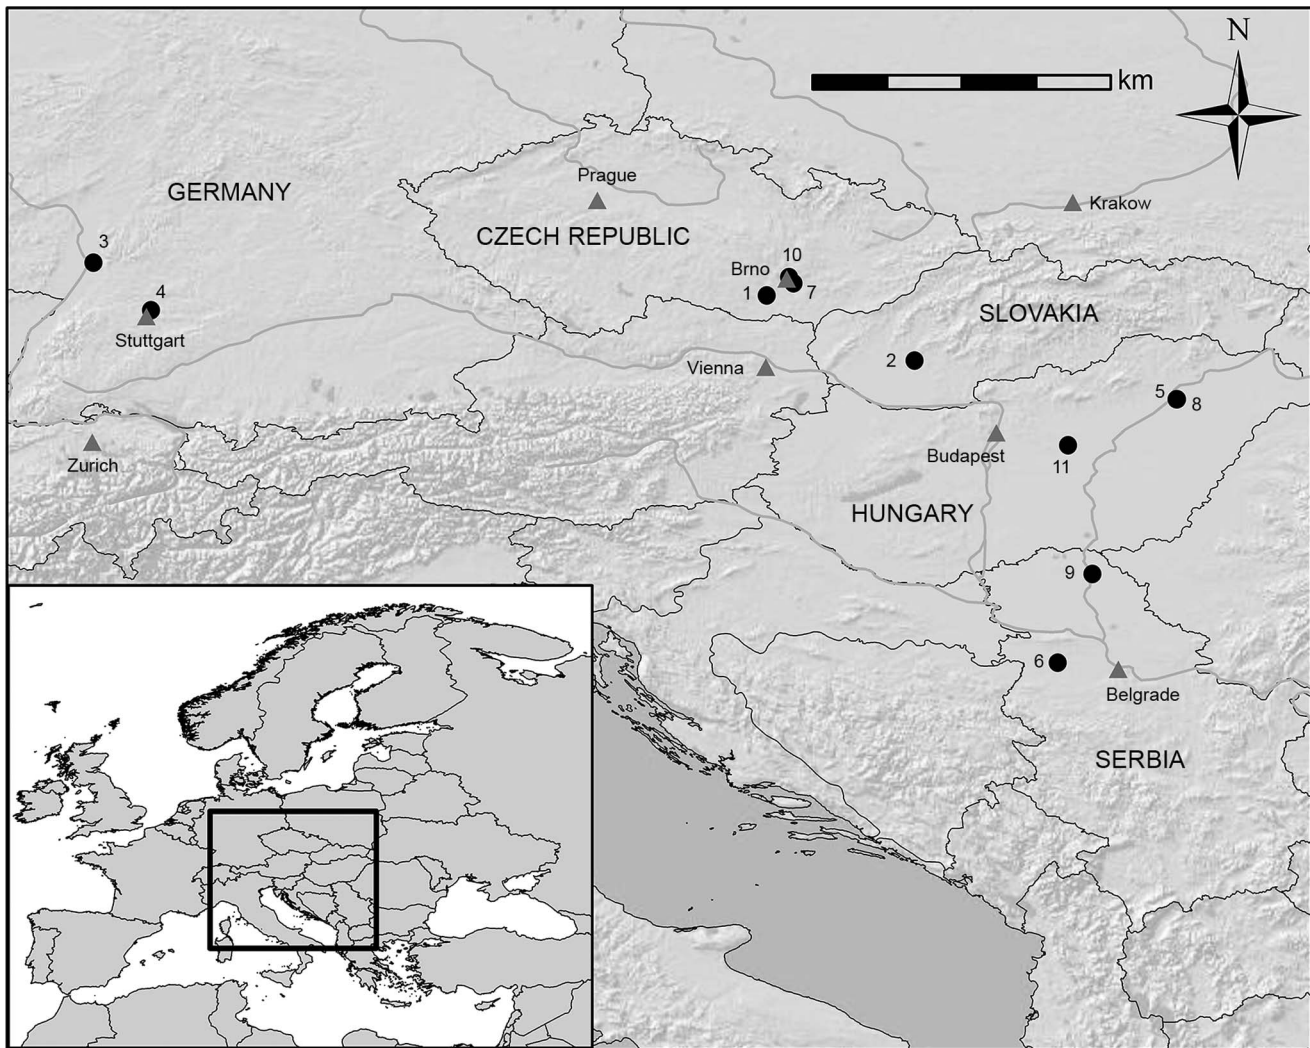 N
km
Prague
GERMANY
Krakow
CZECH REPUBLIC
3
10
Brno
1
7
4
SLOVAKIA
Stuttgart
2
Vienna
5
8
Zurich
Budapest
11
HUNGARY
9
6
Belgrade
SERBIA